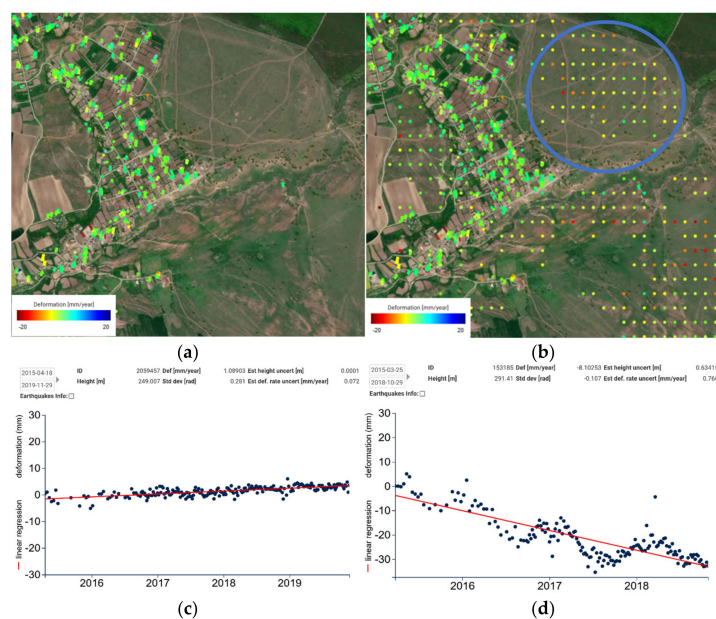 Deformation [mm/year]
-20 20
Deformation [mm/year]
-20 20
(a) (b)
2015-04-18
2019-11-29
ID 2059457 Def [mm/year] 1.08903 Est height uncert [m] 0.0001
Height [m] 249.007 Std dev [rad] 0.281 Est def. rate uncert [mm/year] 0.072
Earthquakes Info:
2015-03-25
2018-10-29
ID 153185 Def [mm/year] -8.10253 Est height uncert [m]
Height [m] 291.41 Std dev [rad] -0.107 Est def. rate uncert [mm/year]
Earthquakes Info:
deformation (mm)
linear regression
30
20
10
0
-10
-20
-30
2016 2017 2018 2019
(c)
deformation (mm)
linear regression
30
20
10
0
-10
-20
-30
2016 2017 2018
(d)